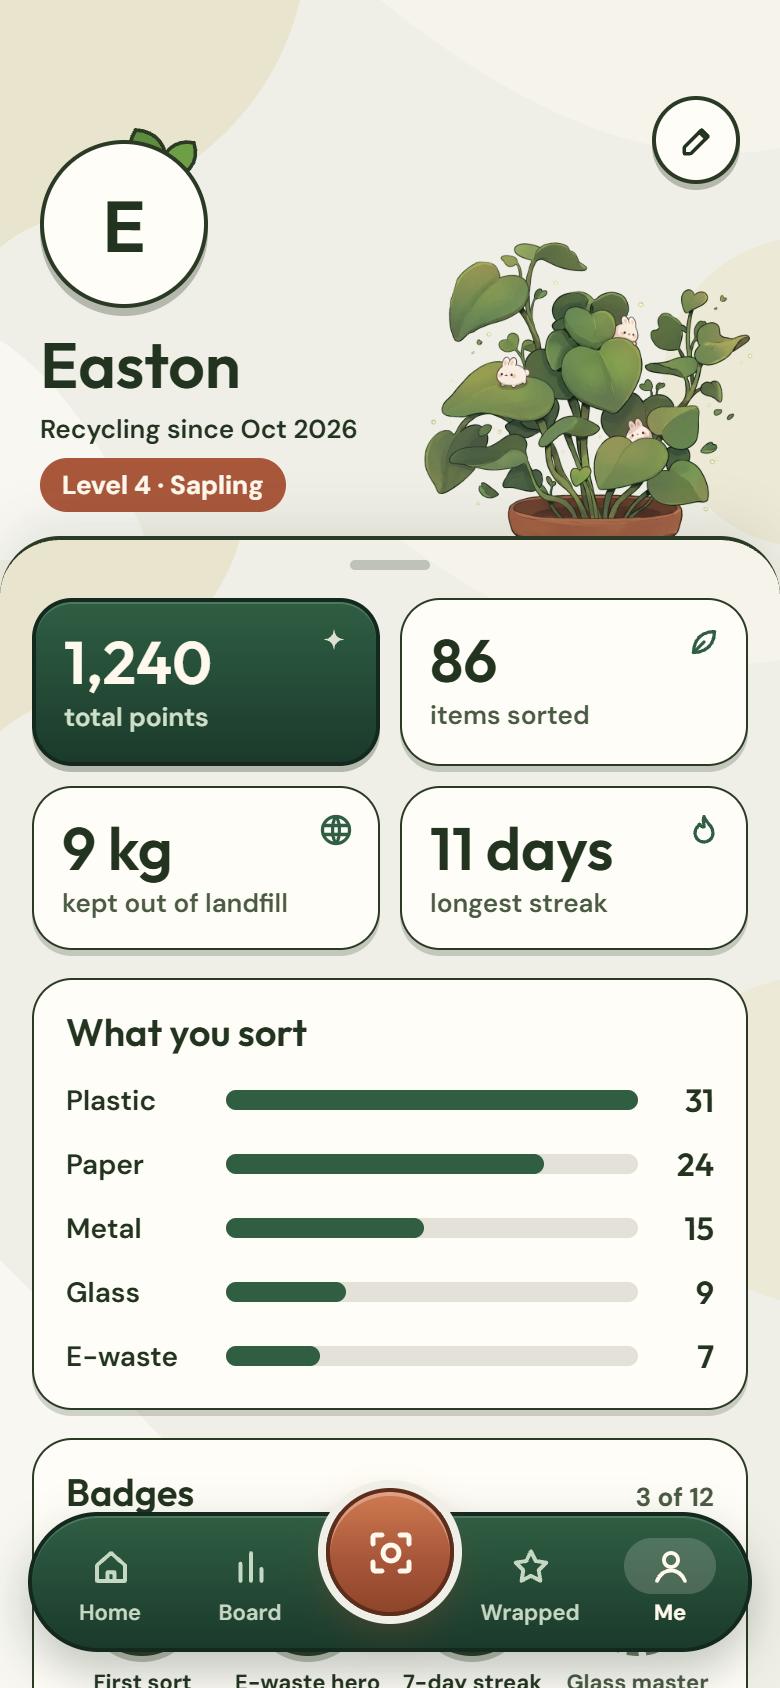 E
Easton
Recycling since Oct 2026
Level 4 · Sapling
1,240
total points
86
items sorted
9 kg
kept out of landfill
11 days
longest streak
What you sort
Plastic 31
Paper 24
Metal 15
Glass 9
E-waste 7
Badges 3 of 12
Home Board Wrapped Me
First sort E-waste hero 7-day streak Glass master